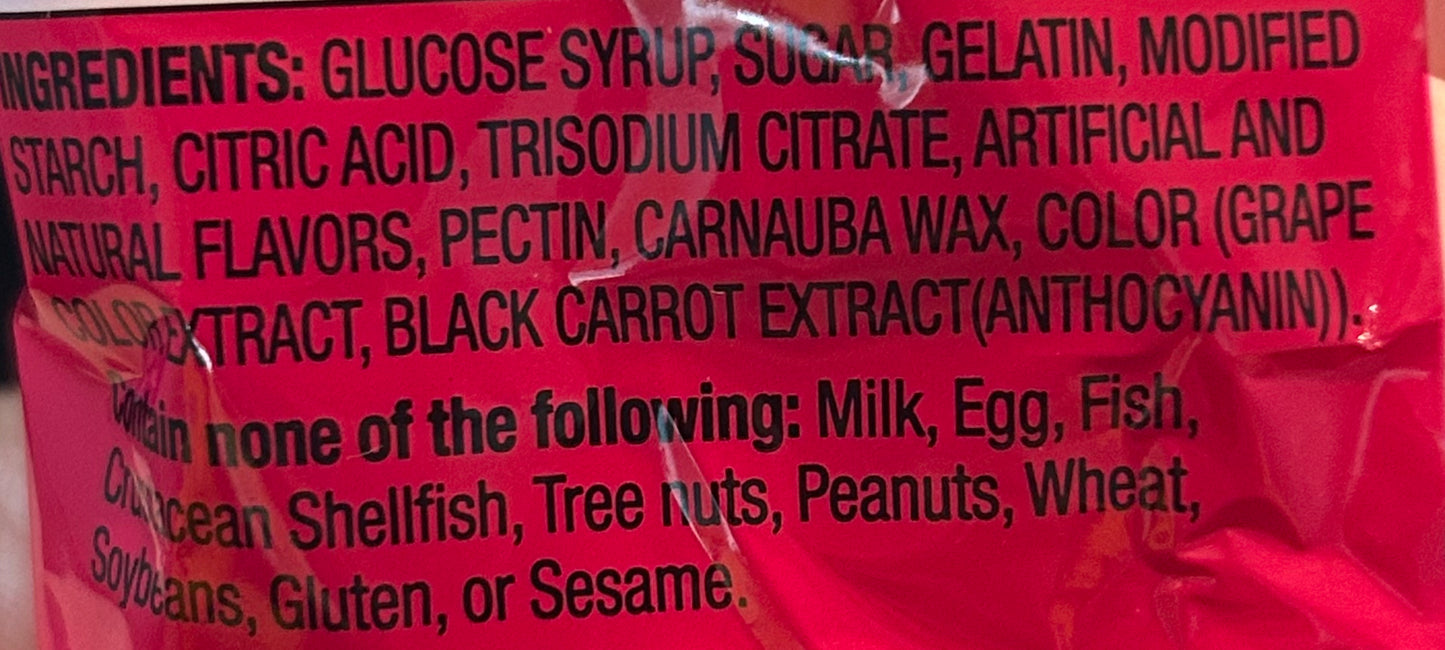 INGREDIENTS: GLUCOSE SYRUP, SUGAR, GELATIN, MODIFIED
STARCH, CITRIC ACID, TRISODIUM CITRATE, ARTIFICIAL AND
NATURAL FLAVORS, PECTIN, CARNAUBA WAX, COLOR (GRAPE
COLOR EXTRACT, BLACK CARROT EXTRACT(ANTHOCYANIN)).
Contain none of the following: Milk, Egg, Fish,
Crustacean Shellfish, Tree nuts, Peanuts, Wheat,
Soybeans, Gluten, or Sesame.